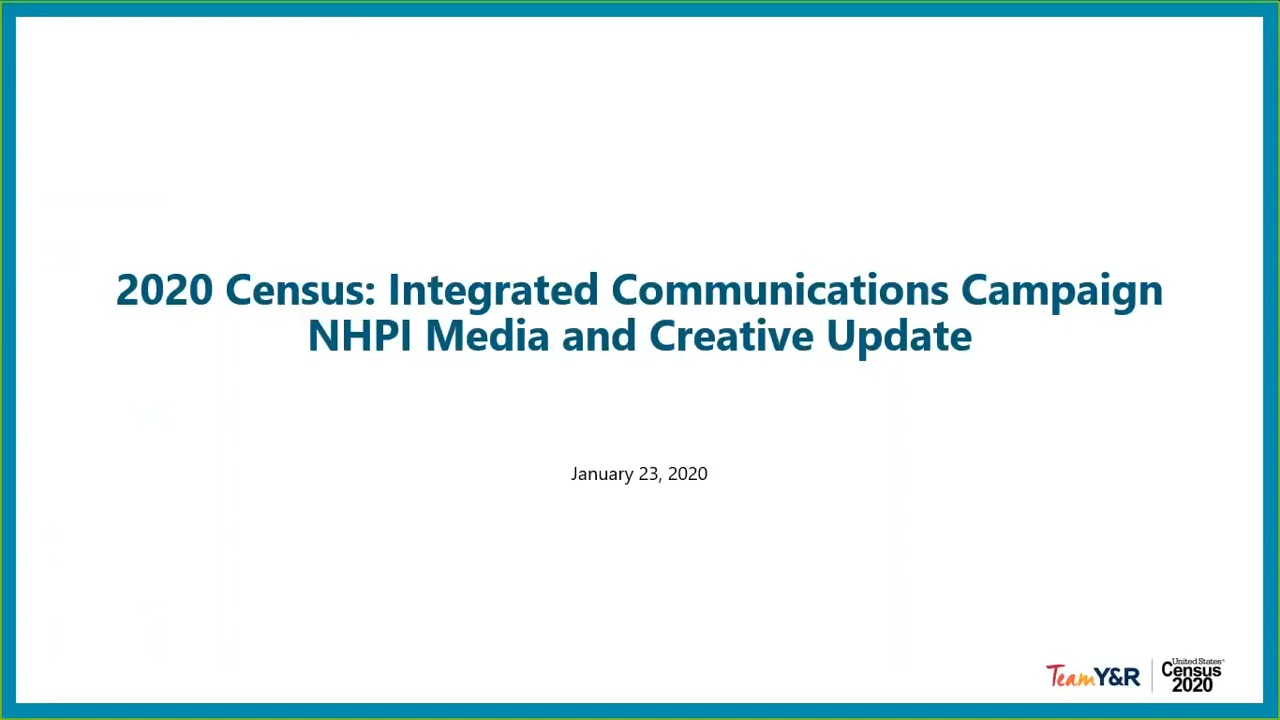 2020 Census: Integrated Communications Campaign
NHPI Media and Creative Update
January 23, 2020
TeamY&R
United States®
Census
2020